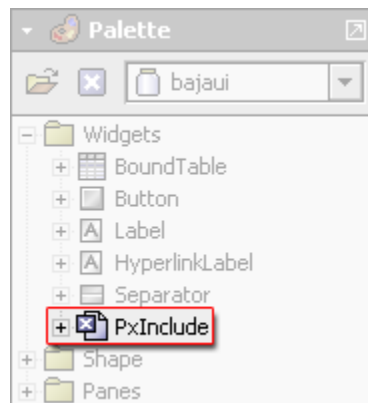 Palette
bajaui
Widgets
BoundTable
Button
A Label
A HyperlinkLabel
Separator
PxInclude
Shape
Panes